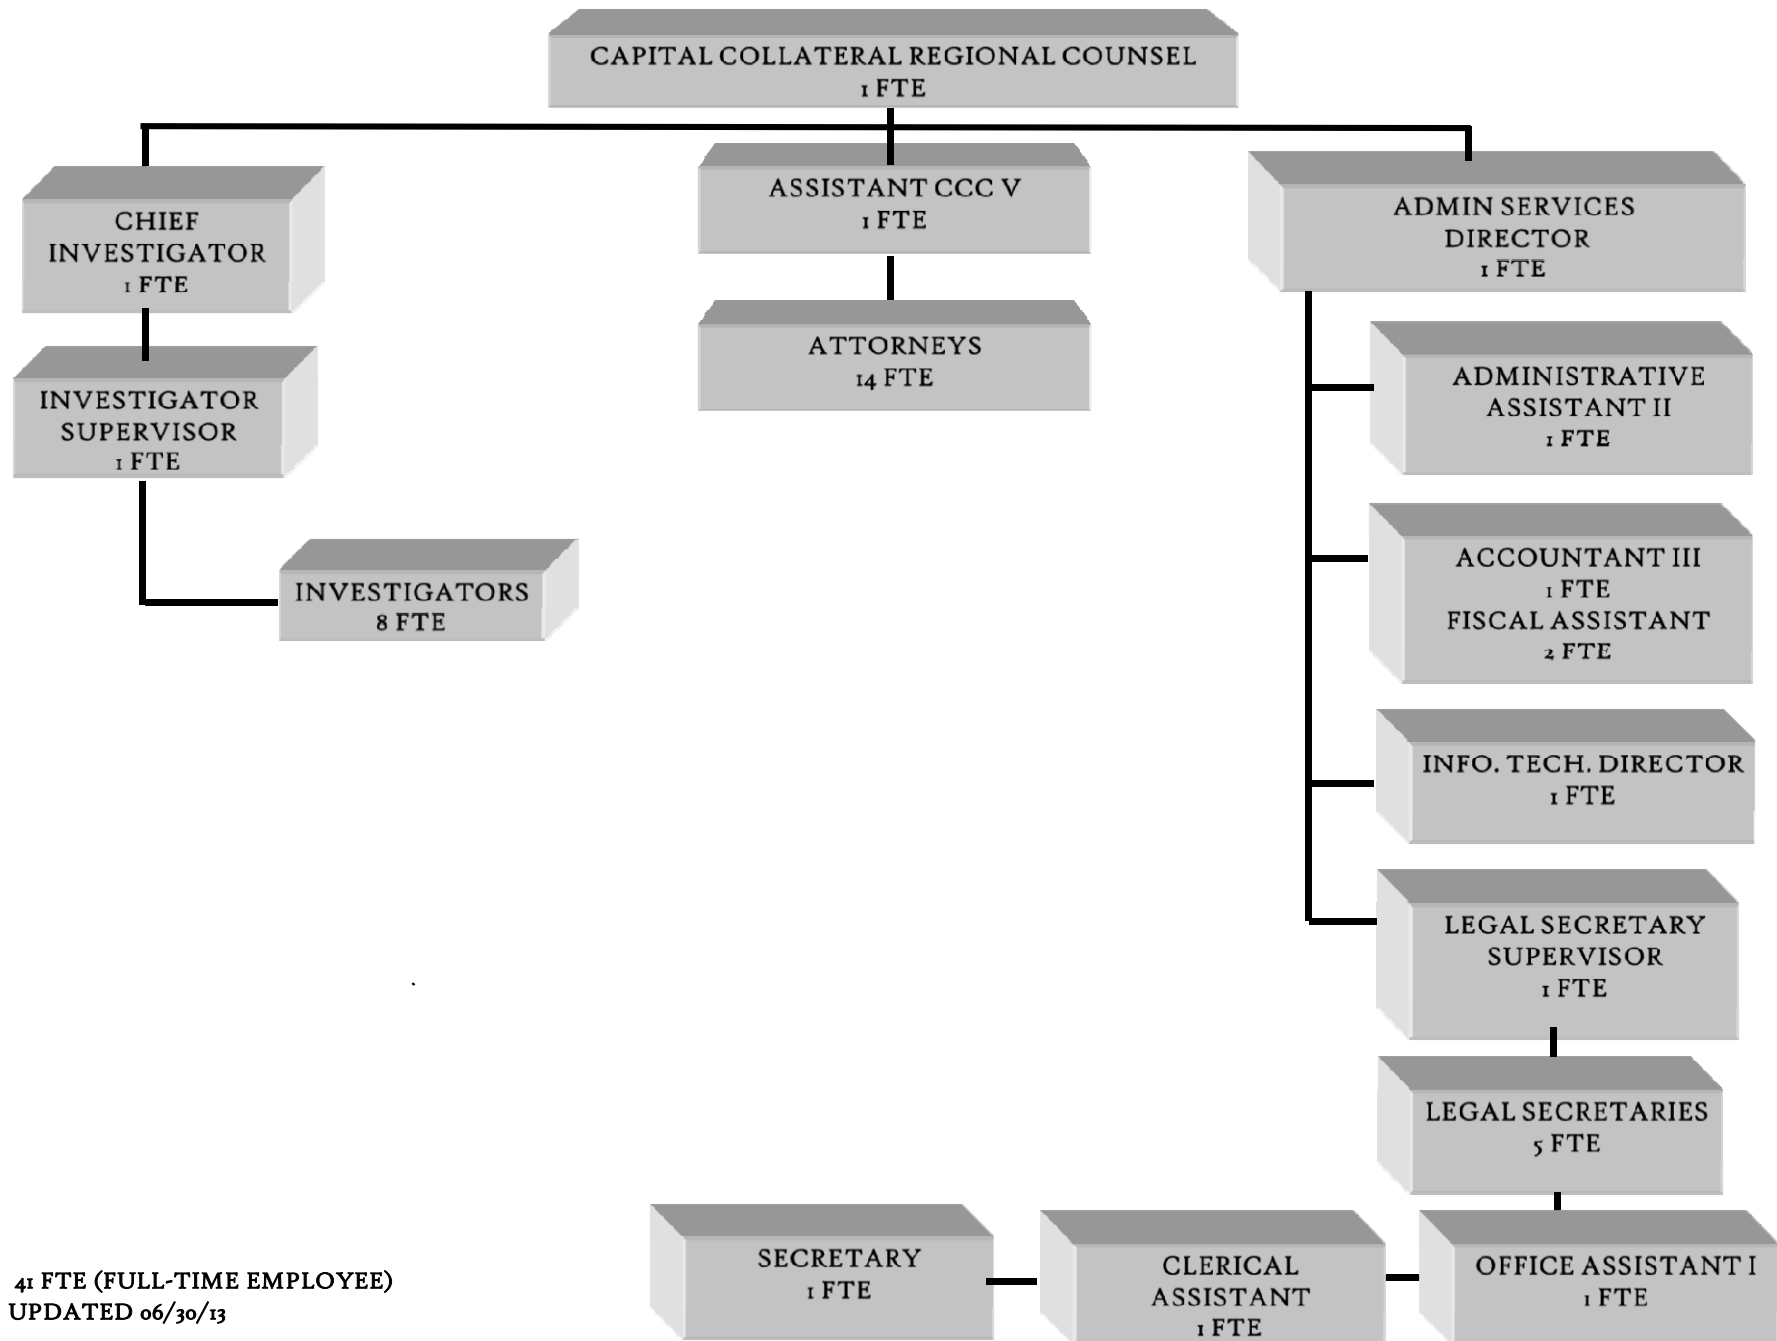 CAPITAL COLLATERAL REGIONAL COUNSEL
1 FTE
CHIEF
INVESTIGATOR
1 FTE
INVESTIGATOR
SUPERVISOR
1 FTE
INVESTIGATORS
8 FTE
ASSISTANT CCC V
1 FTE
ATTORNEYS
14 FTE
ADMIN SERVICES
DIRECTOR
1 FTE
ADMINISTRATIVE
ASSISTANT II
1 FTE
ACCOUNTANT III
1 FTE
FISCAL ASSISTANT
2 FTE
INFO. TECH. DIRECTOR
1 FTE
LEGAL SECRETARY
SUPERVISOR
1 FTE
LEGAL SECRETARIES
5 FTE
OFFICE ASSISTANT I
1 FTE
CLERICAL
ASSISTANT
1 FTE
SECRETARY
1 FTE
41 FTE (FULL-TIME EMPLOYEE)
UPDATED 06/30/13